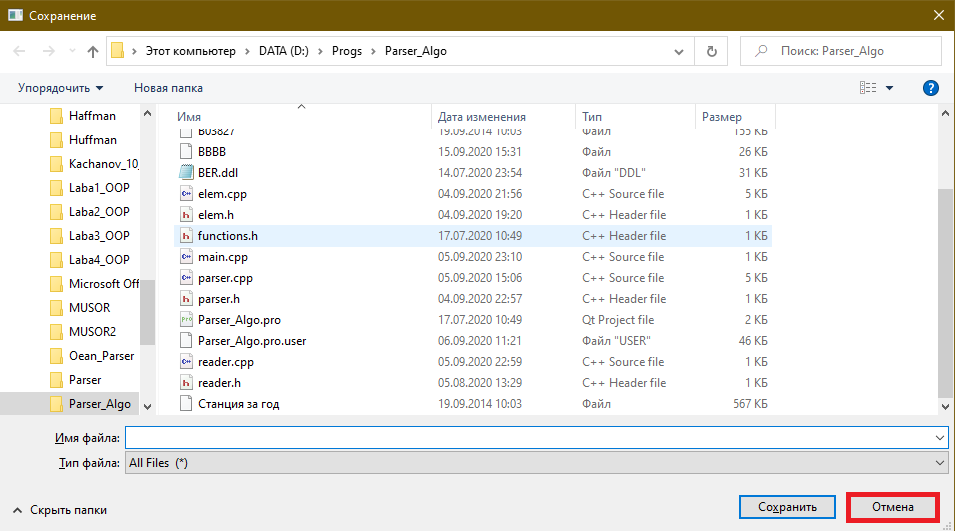 Сохранение
Этот компьютер > DATA (D:) > Progs > Parser_Algo
Поиск: Parser_Algo
Упорядочить Новая папка
?
Имя Дата изменения Тип Размер
Haffman
Huffman
Kachanov_10_
Laba1_OOP
Laba2_OOP
Laba3_OOP
Laba4_OOP
Microsoft Off
MUSOR
MUSOR2
Oean_Parser
Parser
Parser_Algo
B03827 19.09.2014 10:03 Файл 155 КБ
BBBB 15.09.2020 15:31 Файл 26 КБ
BER.ddl 14.07.2020 23:54 Файл "DDL" 31 КБ
elem.cpp 04.09.2020 21:56 C++ Source file 5 КБ
elem.h 04.09.2020 19:20 C++ Header file 1 КБ
functions.h 17.07.2020 10:49 C++ Header file 1 КБ
main.cpp 05.09.2020 23:10 C++ Source file 1 КБ
parser.cpp 05.09.2020 15:06 C++ Source file 5 КБ
parser.h 04.09.2020 22:57 C++ Header file 1 КБ
Parser_Algo.pro 17.07.2020 10:49 Qt Project file 2 КБ
Parser_Algo.pro.user 06.09.2020 11:21 Файл "USER" 46 КБ
reader.cpp 05.09.2020 22:59 C++ Source file 1 КБ
reader.h 05.08.2020 13:29 C++ Header file 1 КБ
Станция за год 19.09.2014 10:03 Файл 567 КБ
Имя файла:
Тип файла: All Files (*)
Скрыть папки
Сохранить Отмена